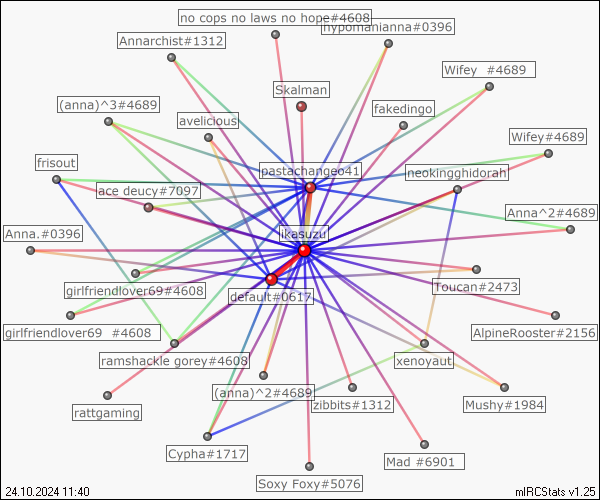 no cops no laws no hope#4608
hypomanianna#0396
Annarchist#1312
Wifey  #4689
Skalman
(anna)^3#4689
fakedingo
avelicious
Wifey#4689
frisout
pastachangeo41
neokingghidorah
ace deucy#7097
Anna^2#4689
Anna.#0396
ikasuzu
girlfriendlover69#4608
Toucan#2473
default#0617
girlfriendlover69  #4608
AlpineRooster#2156
ramshackle gorey#4608
xenoyaut
(anna)^2#4689
rattgaming
zibbits#1312
Mushy#1984
Cypha#1717
Mad #6901
Soxy Foxy#5076
24.10.2024 11:40
mIRCStats v1.25